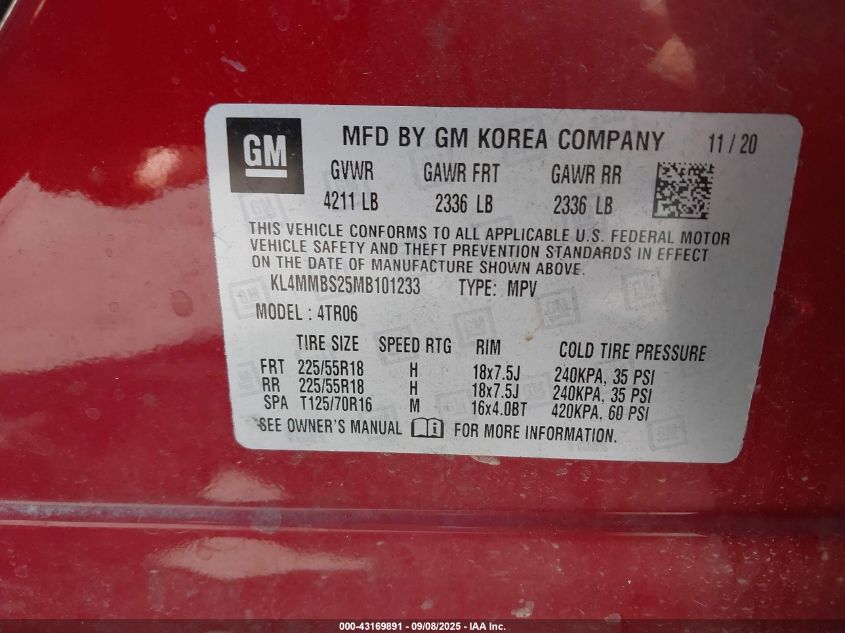 GM MFD BY GM KOREA COMPANY 11 / 20
GVWR GAWR FRT GAWR RR
4211 LB 2336 LB 2336 LB
THIS VEHICLE CONFORMS TO ALL APPLICABLE U.S. FEDERAL MOTOR
VEHICLE SAFETY AND THEFT PREVENTION STANDARDS IN EFFECT
ON THE DATE OF MANUFACTURE SHOWN ABOVE.
KL4MMBS25MB101233 TYPE: MPV
MODEL : 4TR06
TIRE SIZE SPEED RTG RIM COLD TIRE PRESSURE
FRT 225/55R18 H 18x7.5J 240KPA, 35 PSI
RR 225/55R18 H 18x7.5J 240KPA, 35 PSI
SPA T125/70R16 M 16x4.0BT 420KPA, 60 PSI
SEE OWNER'S MANUAL FOR MORE INFORMATION.
000-43169891 - 09/08/2025 - IAA Inc.